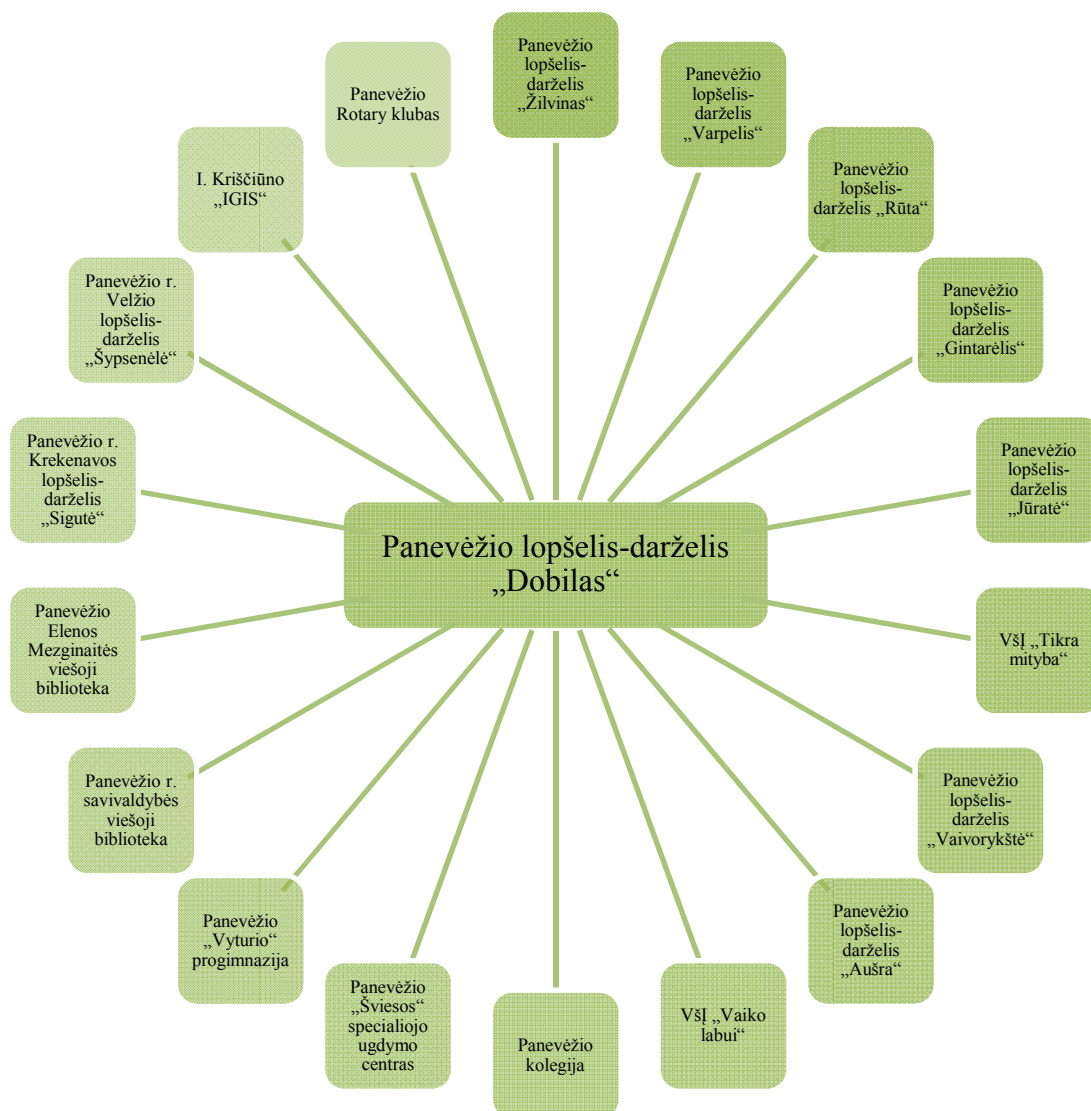 Panevėžio
lopšelis-
darželis
„Žilvinas“
Panevėžio
lopšelis-
darželis
„Varpelis“
Panevėžio
lopšelis-
darželis „Rūta“
Panevėžio
lopšelis-
darželis
„Gintarėlis“
Panevėžio
lopšelis-
darželis
„Jūratė“
VšĮ „Tikra
mityba“
Panevėžio
lopšelis-
darželis
„Vaivorykštė“
Panevėžio
lopšelis-
darželis
„Aušra“
VšĮ „Vaiko
labui“
Panevėžio
kolegija
Panevėžio
„Šviesos“
specialiojo
ugdymo
centras
Panevėžio
„Vyturio“
progimnazija
Panevėžio r.
savivaldybės
viešoji
biblioteka
Panevėžio
Elenos
Mezginaitės
viešoji
biblioteka
Panevėžio r.
Krekenavos
lopšelis-
darželis
„Sigutė“
Panevėžio r.
Velžio
lopšelis-
darželis
„Šypsenėlė“
I. Kriščiūno
„IGIS“
Panevėžio
Rotary klubas
Panevėžio lopšelis-darželis
„Dobilas“